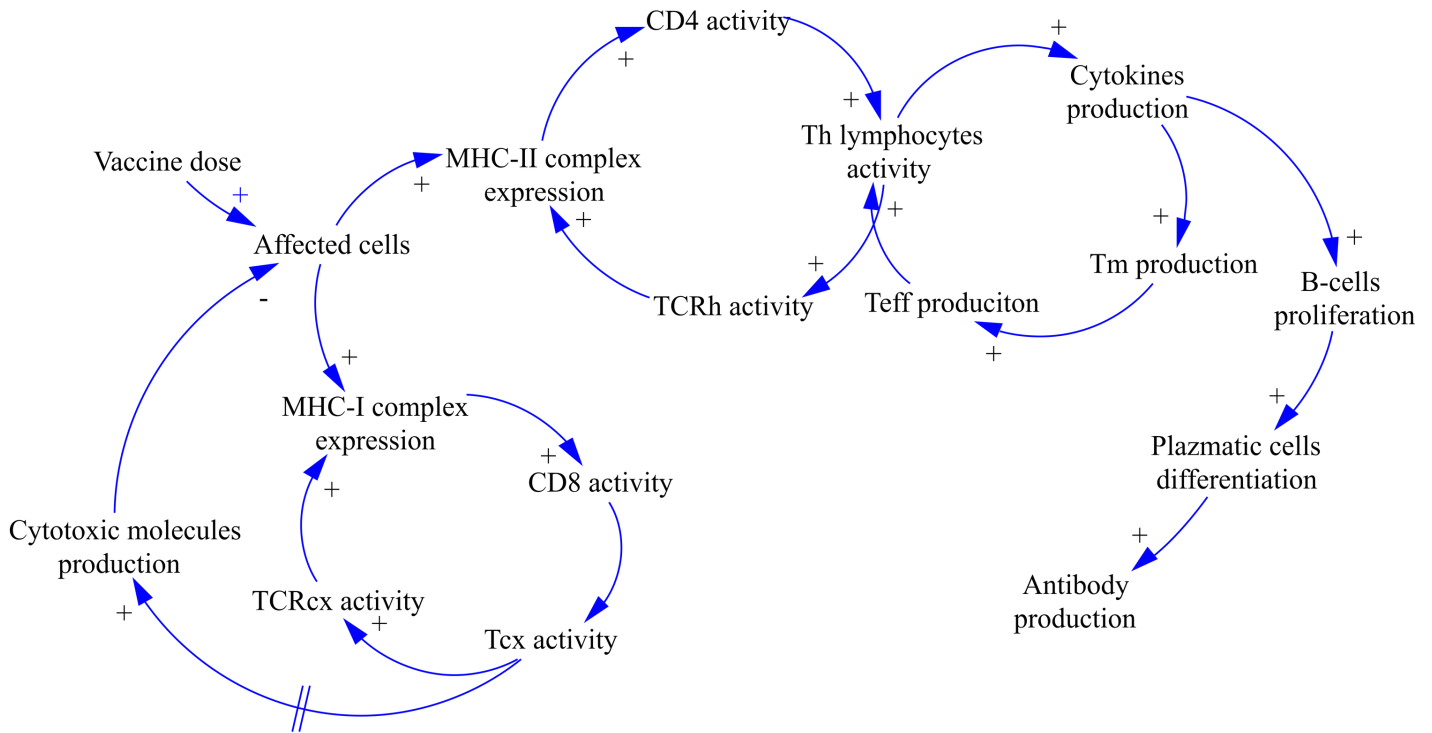 CD4 activity
+
+
Cytokines
production
+
Th lymphocytes
activity
Vaccine dose
+
MHC-II complex
expression
+
+
+
+
+
Affected cells
-
+
Tm production
+
B-cells
proliferation
TCRh activity
Teff produciton
+
+
MHC-I complex
expression
+
+
CD8 activity
Plazmatic cells
differentiation
+
Cytotoxic molecules
production
+
TCRcx activity
+
Tcx activity
Antibody
production